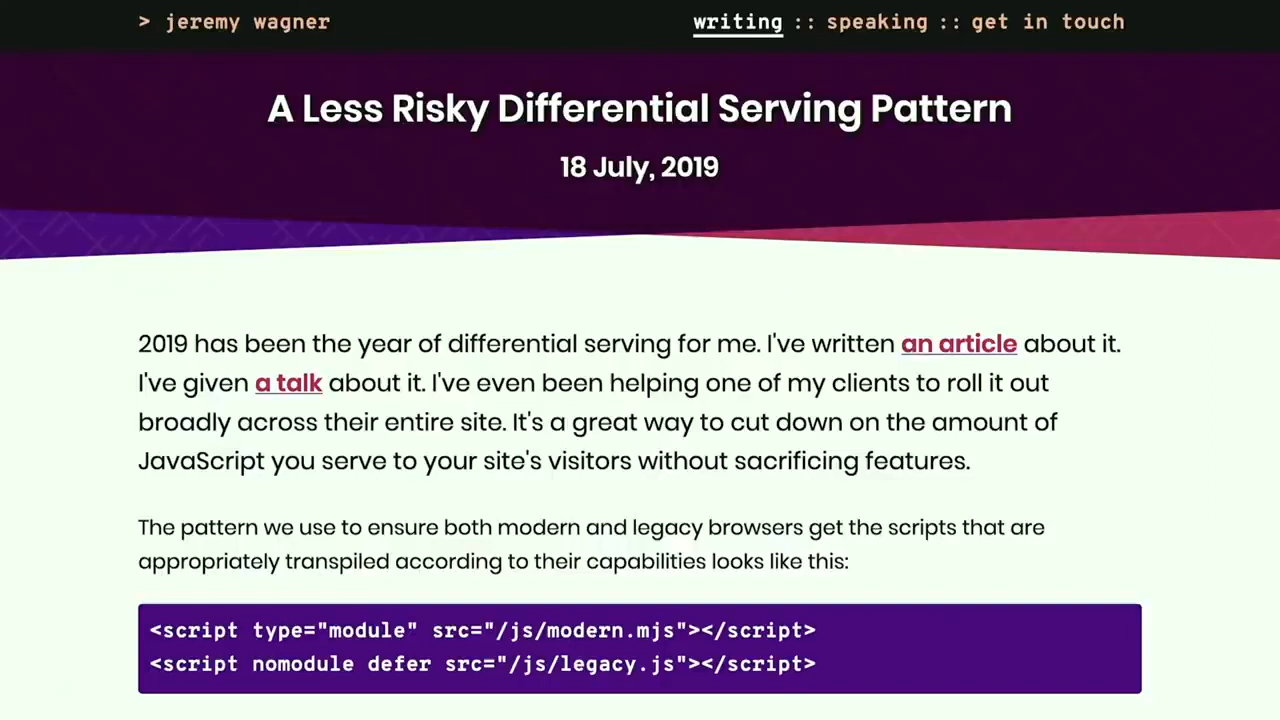 > jeremy wagner
writing :: speaking :: get in touch
A Less Risky Differential Serving Pattern
18 July, 2019
2019 has been the year of differential serving for me. I've written an article about it.
I've given a talk about it. I've even been helping one of my clients to roll it out
broadly across their entire site. It's a great way to cut down on the amount of
JavaScript you serve to your site's visitors without sacrificing features.
The pattern we use to ensure both modern and legacy browsers get the scripts that are
appropriately transpiled according to their capabilities looks like this:
<script type="module" src="/js/modern.mjs"></script>
<script nomodule defer src="/js/legacy.js"></script>